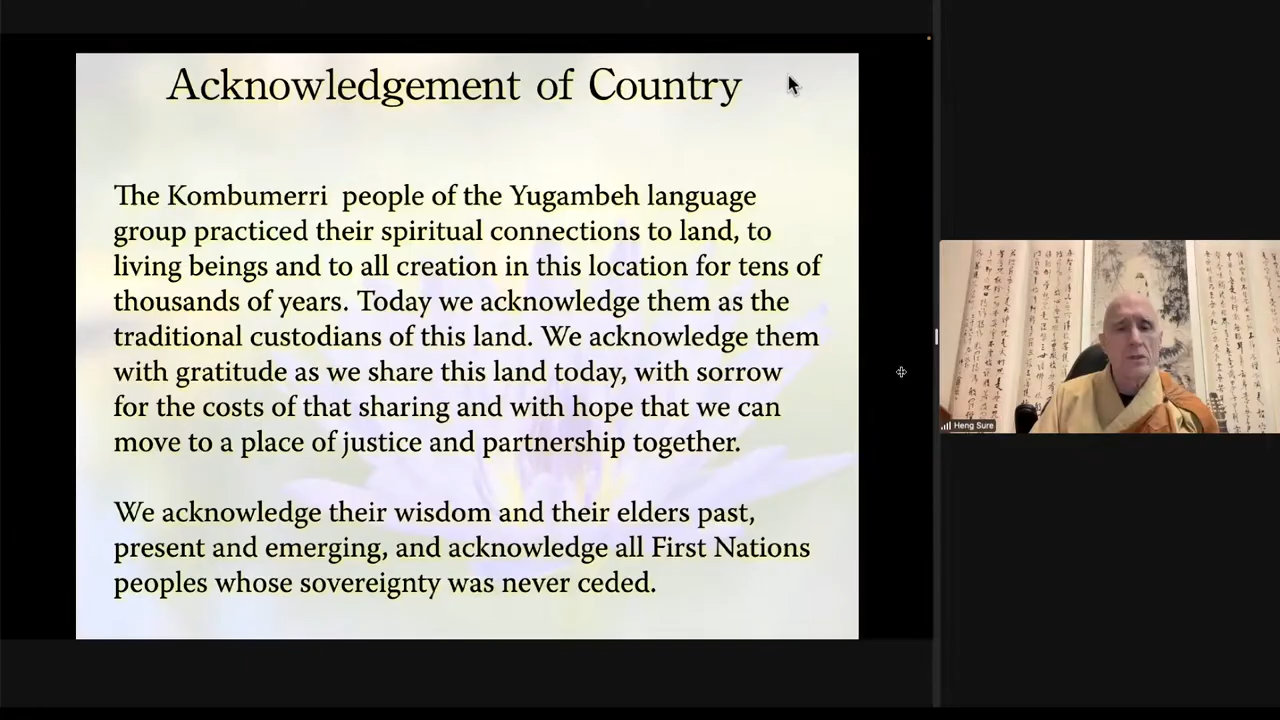 Acknowledgement of Country
The Kombumerri people of the Yugambeh language
group practiced their spiritual connections to land, to
living beings and to all creation in this location for tens of
thousands of years. Today we acknowledge them as the
traditional custodians of this land. We acknowledge them
with gratitude as we share this land today, with sorrow
for the costs of that sharing and with hope that we can
move to a place of justice and partnership together.
We acknowledge their wisdom and their elders past,
present and emerging, and acknowledge all First Nations
peoples whose sovereignty was never ceded.
Heng Sure